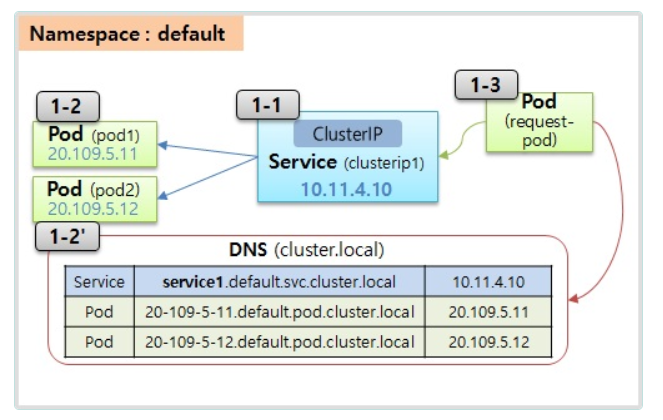 Namespace : default
1-2
Pod (pod1)
20.109.5.11
Pod (pod2)
20.109.5.12
1-2'
1-1
ClusterIP
Service (clusterip1)
10.11.4.10
1-3
Pod
(request-
pod)
DNS (cluster.local)
Service service1.default.svc.cluster.local 10.11.4.10
Pod 20-109-5-11.default.pod.cluster.local 20.109.5.11
Pod 20-109-5-12.default.pod.cluster.local 20.109.5.12